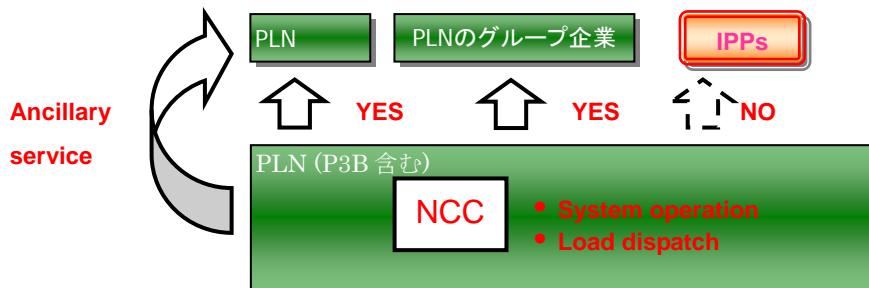 PLN
PLNのグループ企業
IPPs
Ancillary
service
YES
YES
NO
PLN (P3B 含む)
NCC
• System operation
• Load dispatch